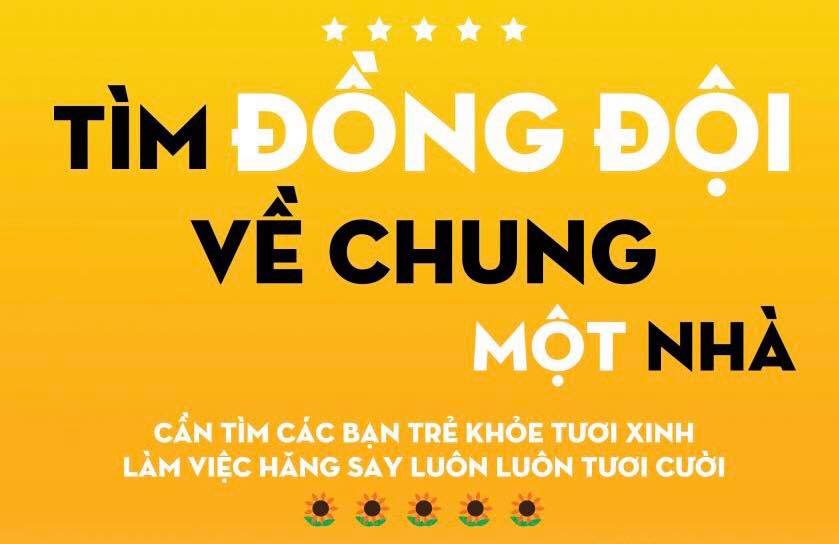 TÌM ĐỒNG ĐỘI
VỀ CHUNG
MỘT NHÀ
CẦN TÌM CÁC BẠN TRẺ KHỎE TƯƠI XINH
LÀM VIỆC HĂNG SAY LUÔN LUÔN TƯƠI CƯỜI